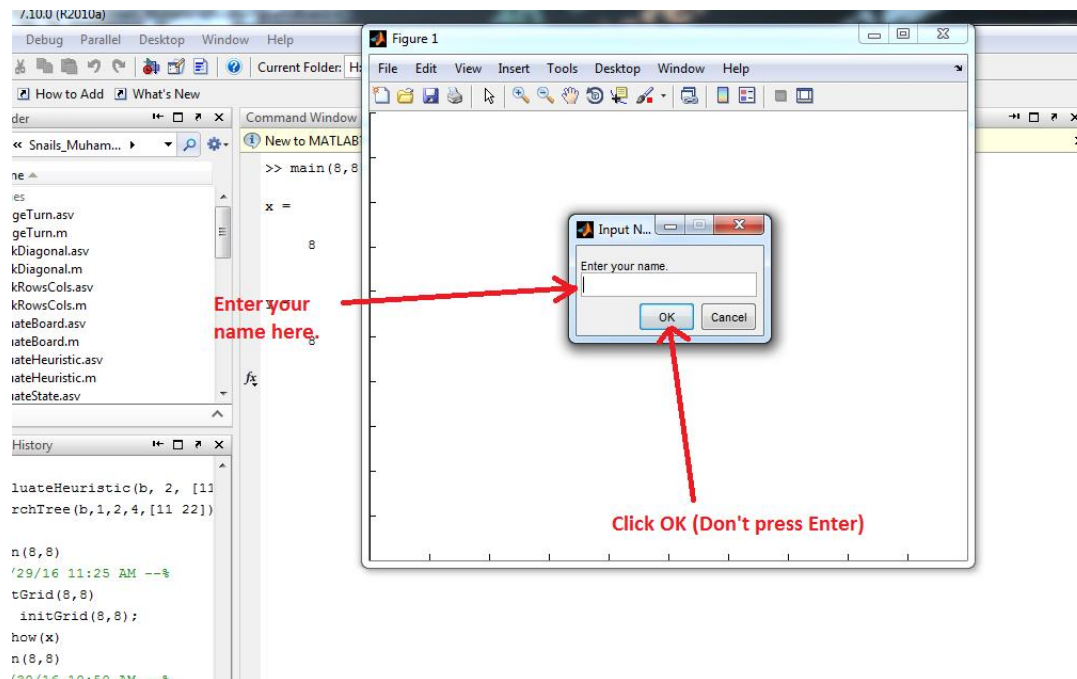 7.10.0 (R2010a)
Debug Parallel Desktop Window Help
Current Folder: H:
How to Add What's New
der
« Snails_Muham...
ne
es
geTurn.asv
geTurn.m
kDiagonal.asv
kDiagonal.m
kRowsCols.asv
kRowsCols.m
uateBoard.asv
uateBoard.m
uateHeuristic.asv
uateHeuristic.m
uateState.asv
History
luateHeuristic(b, 2, [11
rchTree(b,1,2,4,[11 22])
n(8,8)
/29/16 11:25 AM --%
tGrid(8,8)
initGrid(8,8);
how(x)
n(8,8)
Command Window
New to MATLAB?
>> main(8,8
x =
8
8
fx
Figure 1
File Edit View Insert Tools Desktop Window Help
Input N...
Enter your name.
OK Cancel
Enter your
name here.
Click OK (Don't press Enter)